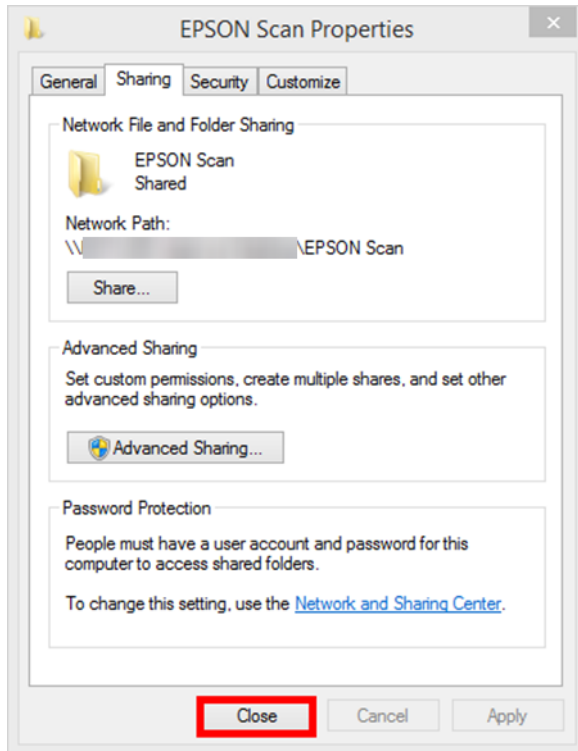 EPSON Scan Properties
General Sharing Security Customize
Network File and Folder Sharing
EPSON Scan
Shared
Network Path:
\\ \EPSON Scan
Share...
Advanced Sharing
Set custom permissions, create multiple shares, and set other
advanced sharing options.
Advanced Sharing...
Password Protection
People must have a user account and password for this
computer to access shared folders.
To change this setting, use the Network and Sharing Center.
Close Cancel Apply